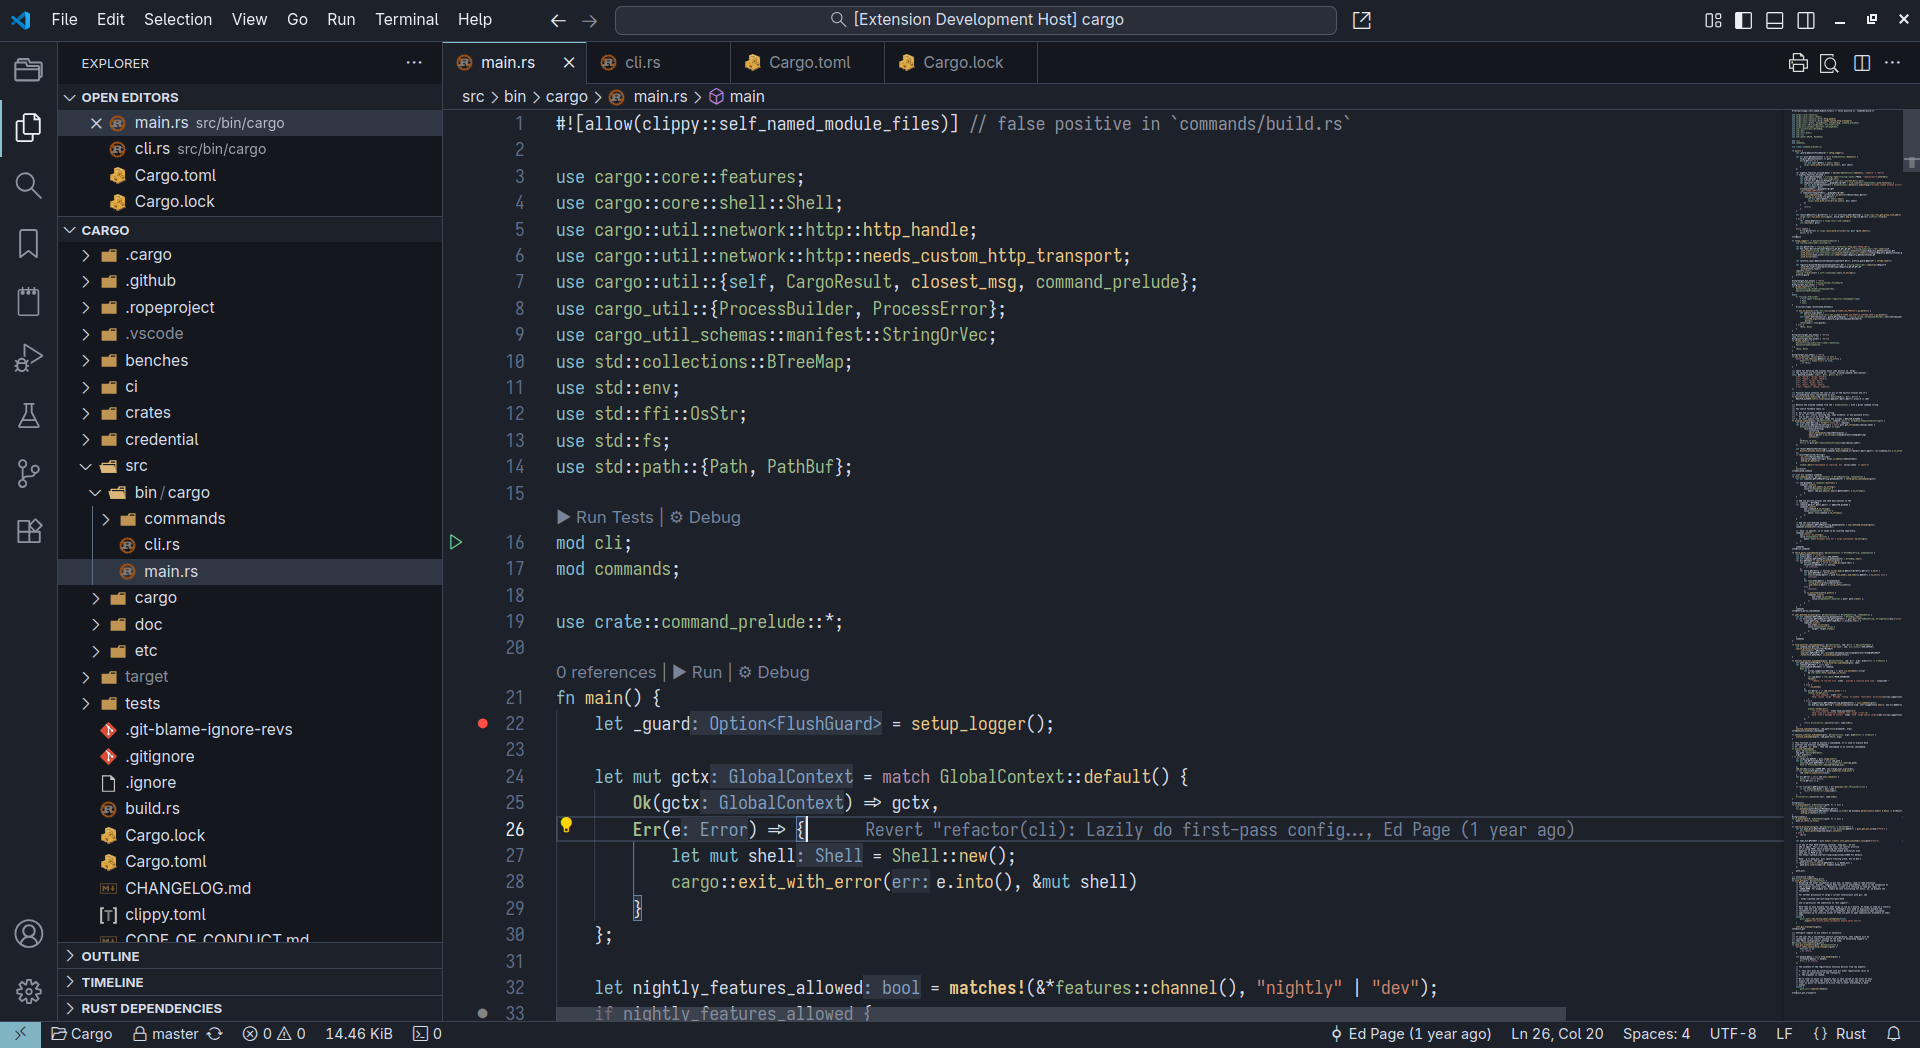 File Edit Selection View Go Run Terminal Help
[Extension Development Host] cargo
EXPLORER
OPEN EDITORS
main.rs src/bin/cargo
cli.rs src/bin/cargo
Cargo.toml
Cargo.lock
CARGO
.cargo
.github
.ropeproject
.vscode
benches
ci
crates
credential
src
bin / cargo
commands
cli.rs
main.rs
cargo
doc
etc
target
tests
.git-blame-ignore-revs
.gitignore
.ignore
build.rs
Cargo.lock
Cargo.toml
CHANGELOG.md
clippy.toml
CODE_OF_CONDUCT.md
OUTLINE
TIMELINE
RUST DEPENDENCIES
main.rs cli.rs Cargo.toml Cargo.lock
src > bin > cargo > main.rs > main
1 #![allow(clippy::self_named_module_files)] // false positive in `commands/build.rs`
2
3 use cargo::core::features;
4 use cargo::core::shell::Shell;
5 use cargo::util::network::http::http_handle;
6 use cargo::util::network::http::needs_custom_http_transport;
7 use cargo::util::{self, CargoResult, closest_msg, command_prelude};
8 use cargo_util::{ProcessBuilder, ProcessError};
9 use cargo_util_schemas::manifest::StringOrVec;
10 use std::collections::BTreeMap;
11 use std::env;
12 use std::ffi::OsStr;
13 use std::fs;
14 use std::path::{Path, PathBuf};
15
Run Tests | Debug
16 mod cli;
17 mod commands;
18
19 use crate::command_prelude::*;
20
0 references | Run | Debug
21 fn main() {
22 let _guard: Option<FlushGuard> = setup_logger();
23
24 let mut gctx: GlobalContext = match GlobalContext::default() {
25 Ok(gctx: GlobalContext) => gctx,
26 Err(e: Error) => { Revert "refactor(cli): Lazily do first-pass config…, Ed Page (1 year ago)
27 let mut shell: Shell = Shell::new();
28 cargo::exit_with_error(err: e.into(), &mut shell)
29 }
30 };
31
32 let nightly_features_allowed: bool = matches!(&*features::channel(), "nightly" | "dev");
33 if nightly_features_allowed {
Cargo master 0 0 14.46 KiB 0
Ed Page (1 year ago) Ln 26, Col 20 Spaces: 4 UTF-8 LF {} Rust